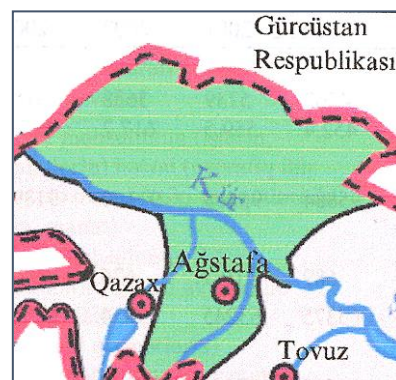 Gürcüstan
Respublikası
Kür
Ağstafa
Qazax
Tovuz